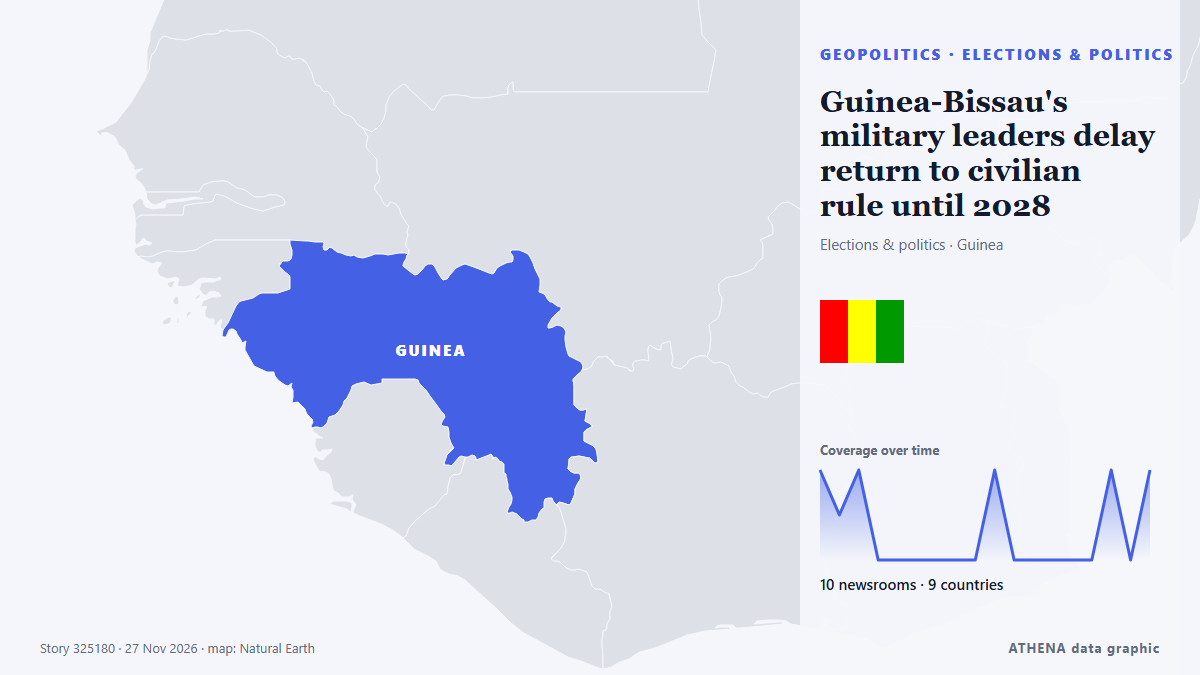 GEOPOLITICS · ELECTIONS & POLITICS
Guinea-Bissau's
military leaders delay
return to civilian
rule until 2028
Elections & politics · Guinea
GUINEA
Coverage over time
10 newsrooms · 9 countries
Story 325180 · 27 Nov 2026 · map: Natural Earth
ATHENA data graphic